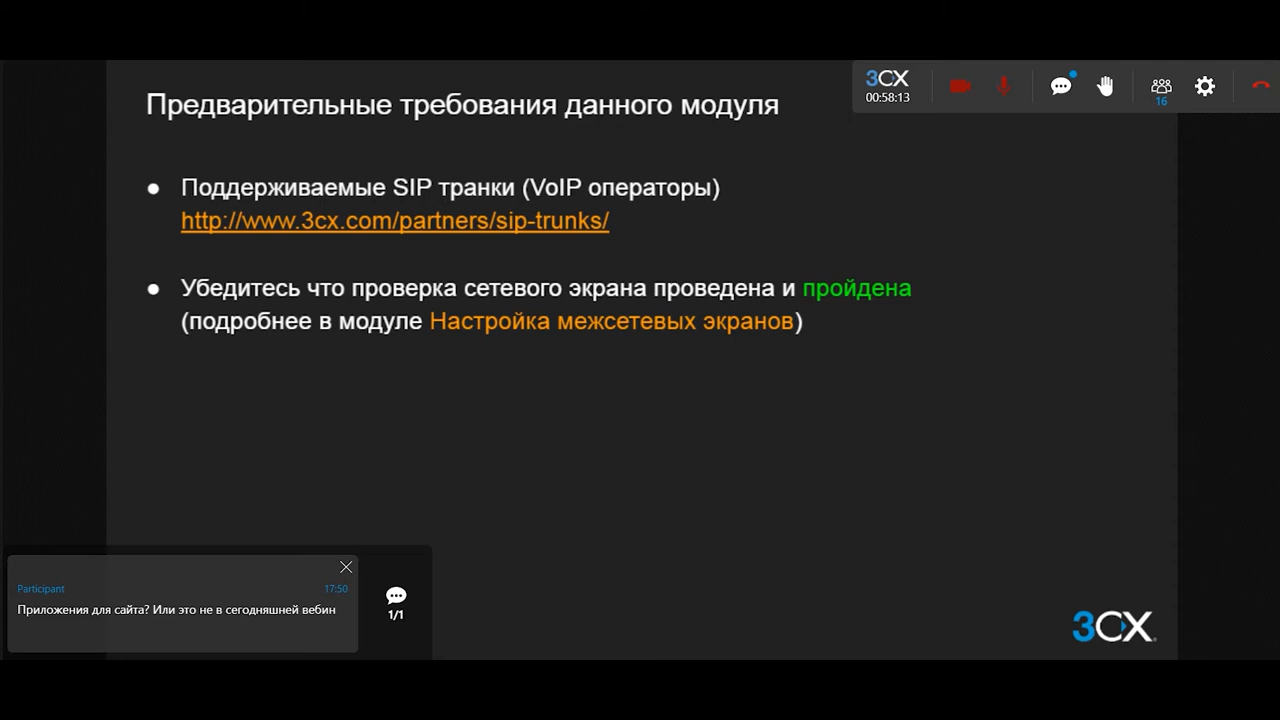 3CX
00:58:13
16
Предварительные требования данного модуля
● Поддерживаемые SIP транки (VoIP операторы)
http://www.3cx.com/partners/sip-trunks/
● Убедитесь что проверка сетевого экрана проведена и пройдена
(подробнее в модуле Настройка межсетевых экранов)
Participant 17:50
Приложения для сайта? Или это не в сегодняшней вебин
1/1
3CX